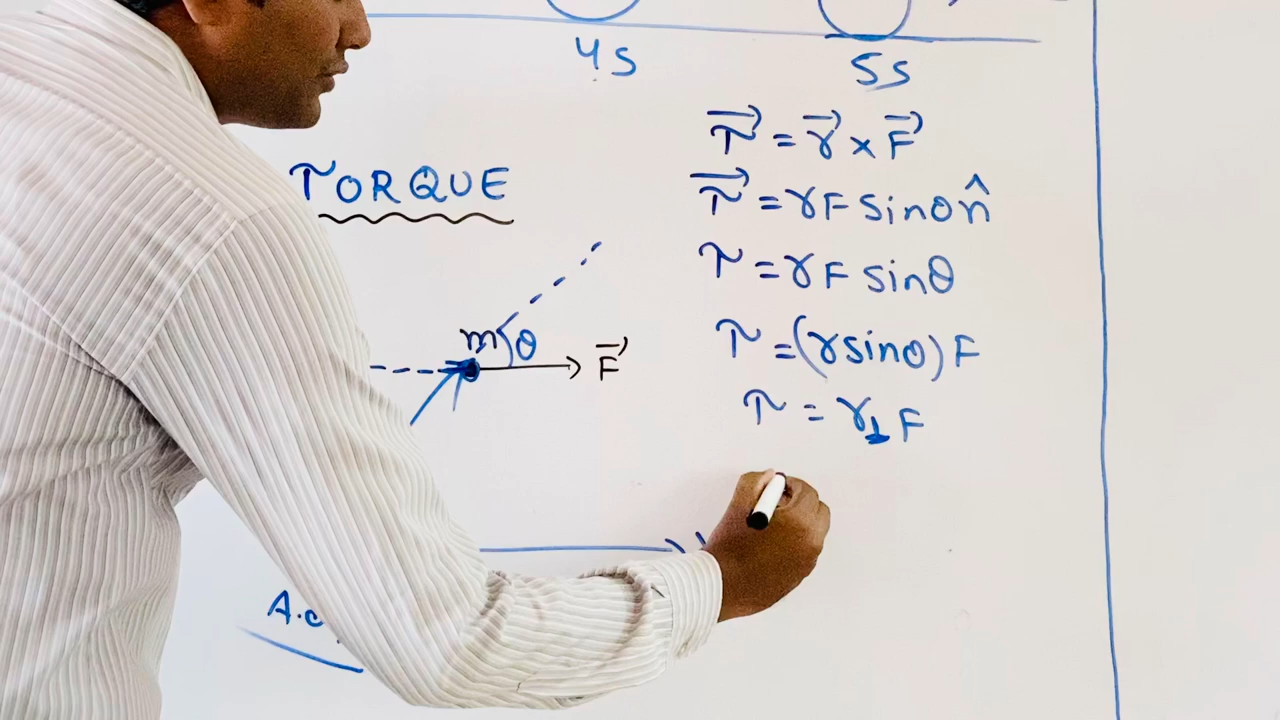 4s
5s
TORQUE
m θ
F⃗
A.c
τ⃗ = r⃗ × F⃗
τ⃗ = rF sinθ n̂
τ = rF sinθ
τ = (r sinθ) F
τ = r⊥ F